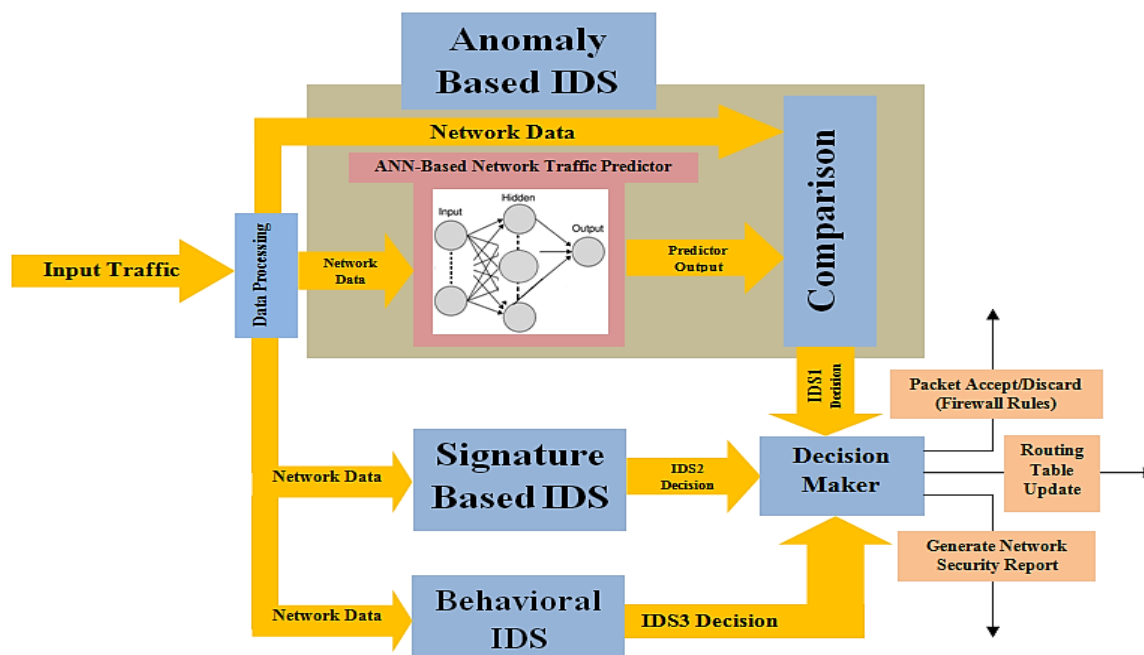 Anomaly
Based IDS
Network Data
ANN-Based Network Traffic Predictor
Input
Hidden
Output
Input Traffic
Data Processing
Network
Data
Predictor
Output
Comparison
IDS1
Decision
Packet Accept/Discard
(Firewall Rules)
Network Data
Signature
Based IDS
IDS2
Decision
Decision
Maker
Routing
Table
Update
Generate Network
Security Report
Network Data
Behavioral
IDS
IDS3 Decision